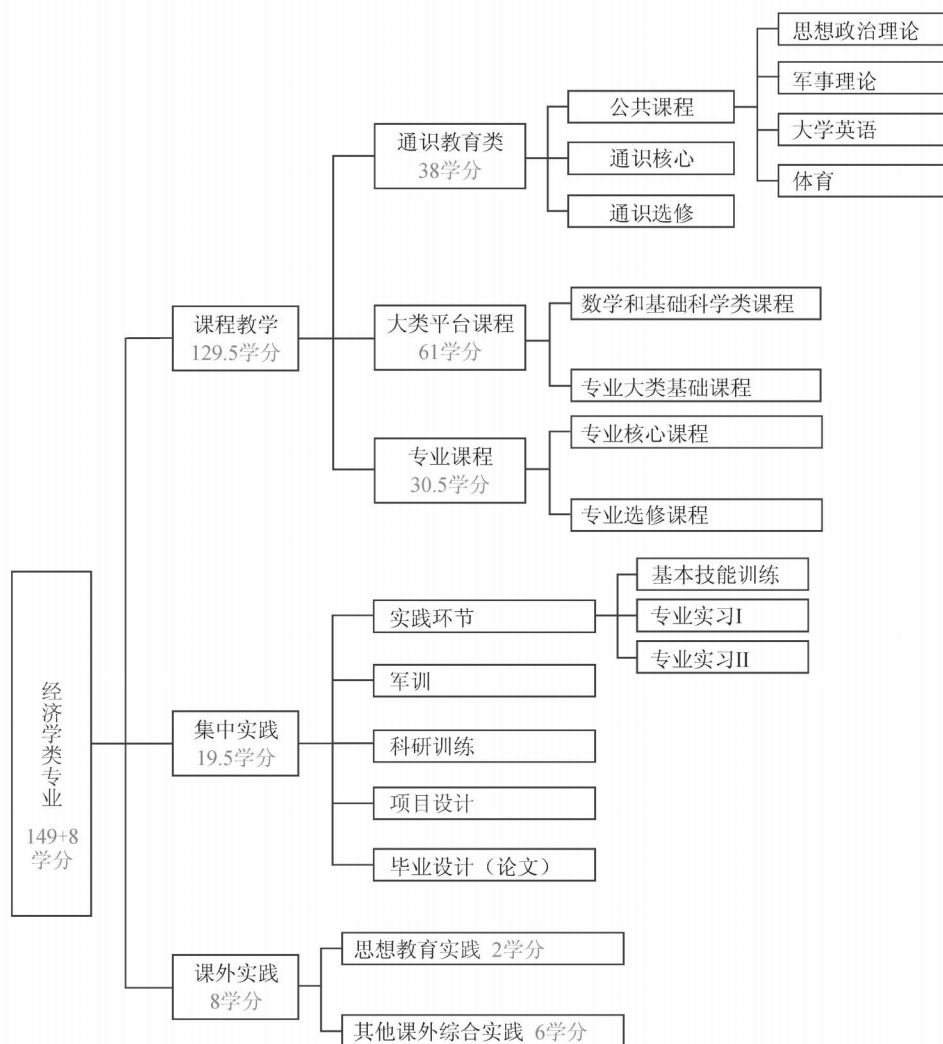 思想政治理论
军事理论
大学英语
体育
公共课程
通识核心
通识选修
通识教育类
38学分
数学和基础科学类课程
专业大类基础课程
大类平台课程
61学分
课程教学
129.5学分
专业课程
30.5学分
专业核心课程
专业选修课程
基本技能训练
专业实习I
专业实习II
实践环节
军训
科研训练
项目设计
毕业设计（论文）
集中实践
19.5学分
经济学类专业
149+8
学分
课外实践
8学分
思想教育实践 2学分
其他课外综合实践 6学分